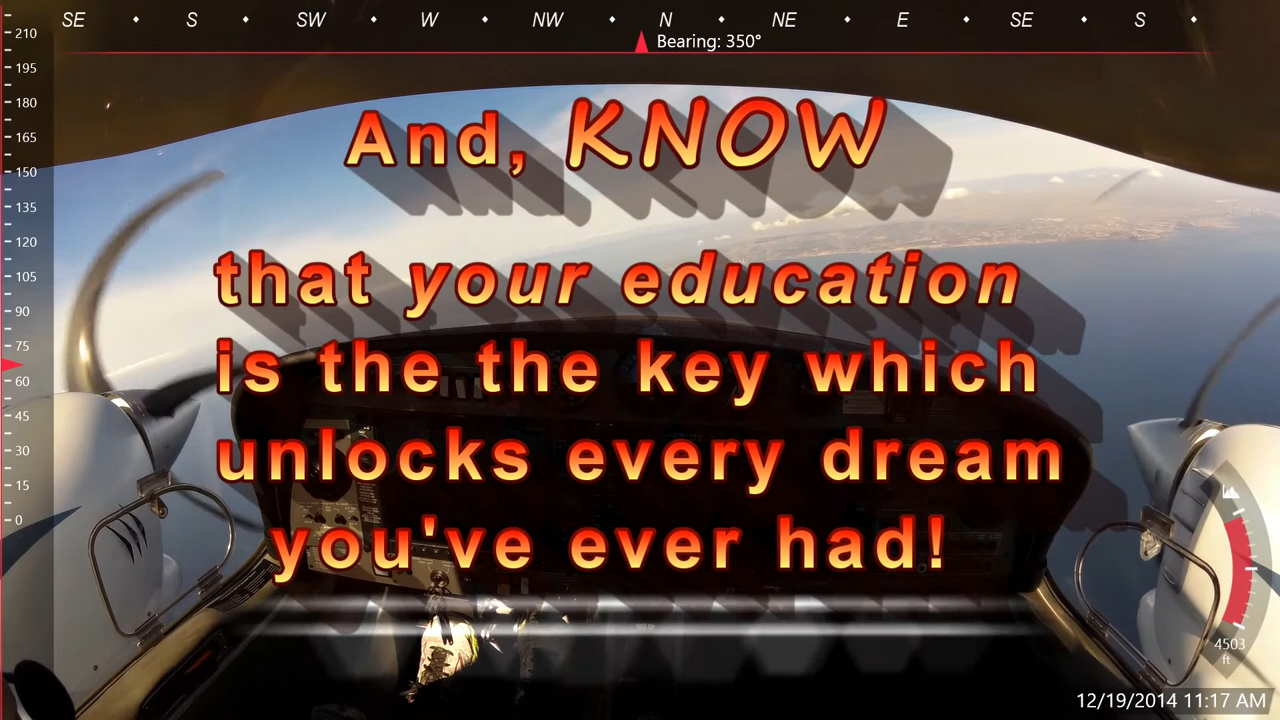 SE S SW W NW N NE E SE S
Bearing: 350°
210
195
180
165
150
135
120
105
90
75
60
45
30
15
0
And, KNOW
that your education
is the the key which
unlocks every dream
you've ever had!
4503
ft
12/19/2014 11:17 AM